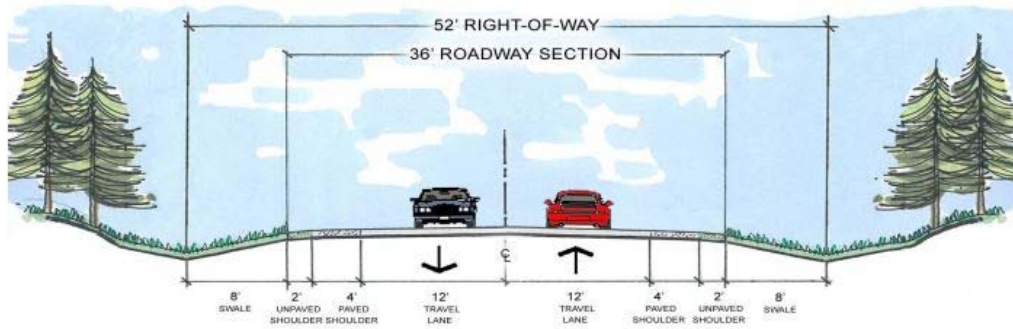 52' RIGHT-OF-WAY
36' ROADWAY SECTION
℄
8' 2' 4' 12' 12' 4' 2' 8'
SWALE UNPAVED PAVED TRAVEL TRAVEL PAVED UNPAVED SWALE
SHOULDER SHOULDER LANE LANE SHOULDER SHOULDER